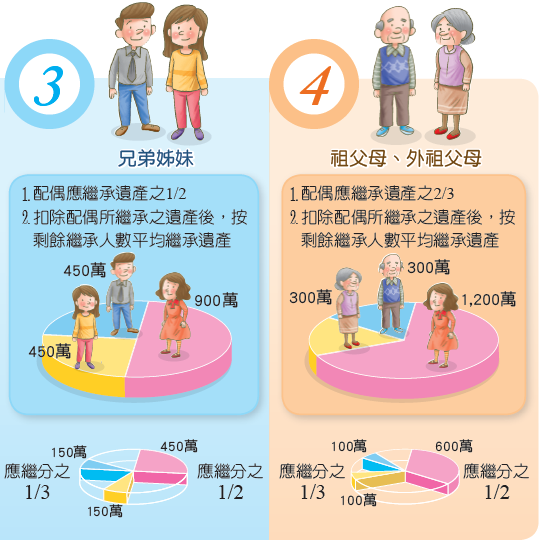 3
兄弟姊妹
1.配偶應繼承遺產之1/2
2.扣除配偶所繼承之遺產後，按
剩餘繼承人數平均繼承遺產
450萬
900萬
450萬
150萬
450萬
應繼分之
1/3
應繼分之
1/2
150萬
4
祖父母、外祖父母
1.配偶應繼承遺產之2/3
2.扣除配偶所繼承之遺產後，按
剩餘繼承人數平均繼承遺產
300萬
300萬
1,200萬
100萬
600萬
應繼分之
1/3
應繼分之
1/2
100萬